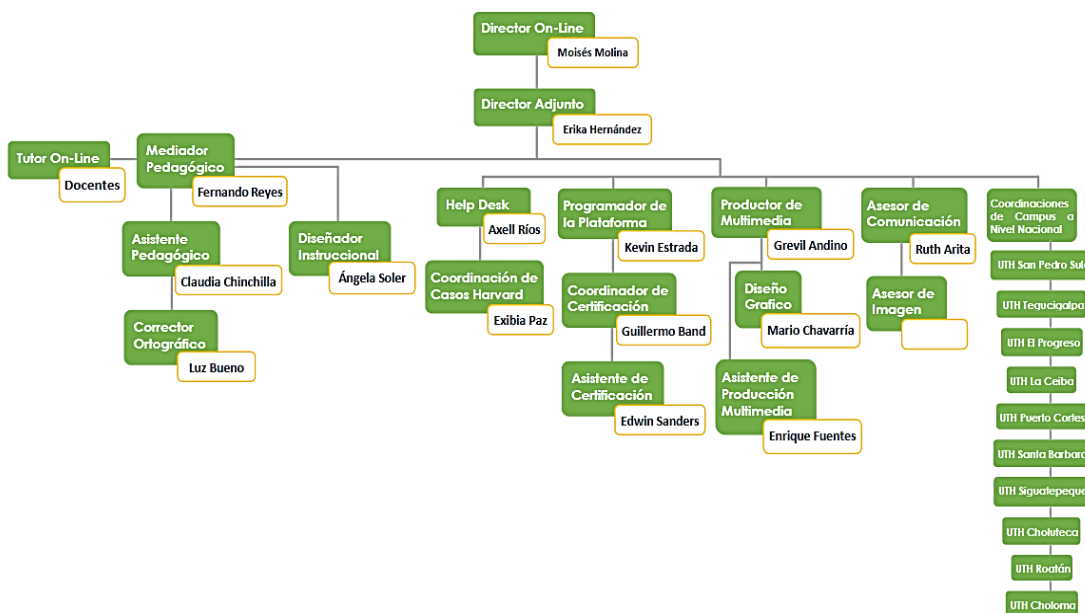 Director On-Line
Moisés Molina
Director Adjunto
Erika Hernández
Tutor On-Line
Docentes
Mediador
Pedagógico
Fernando Reyes
Asistente
Pedagógico
Claudia Chinchilla
Corrector
Ortográfico
Luz Bueno
Diseñador
Instruccional
Ángela Soler
Help Desk
Axell Ríos
Coordinación de
Casos Harvard
Exibia Paz
Programador de
la Plataforma
Kevin Estrada
Coordinador de
Certificación
Guillermo Band
Asistente de
Certificación
Edwin Sanders
Productor de
Multimedia
Grevil Andino
Diseño
Grafico
Mario Chavarría
Asistente de
Producción
Multimedia
Enrique Fuentes
Asesor de
Comunicación
Ruth Arita
Asesor de
Imagen
Coordinaciones
de Campus a
Nivel Nacional
UTH San Pedro Sula
UTH Tegucigalpa
UTH El Progreso
UTH La Ceiba
UTH Puerto Cortes
UTH Santa Barbara
UTH Siguatepeque
UTH Choluteca
UTH Roatán
UTH Choloma